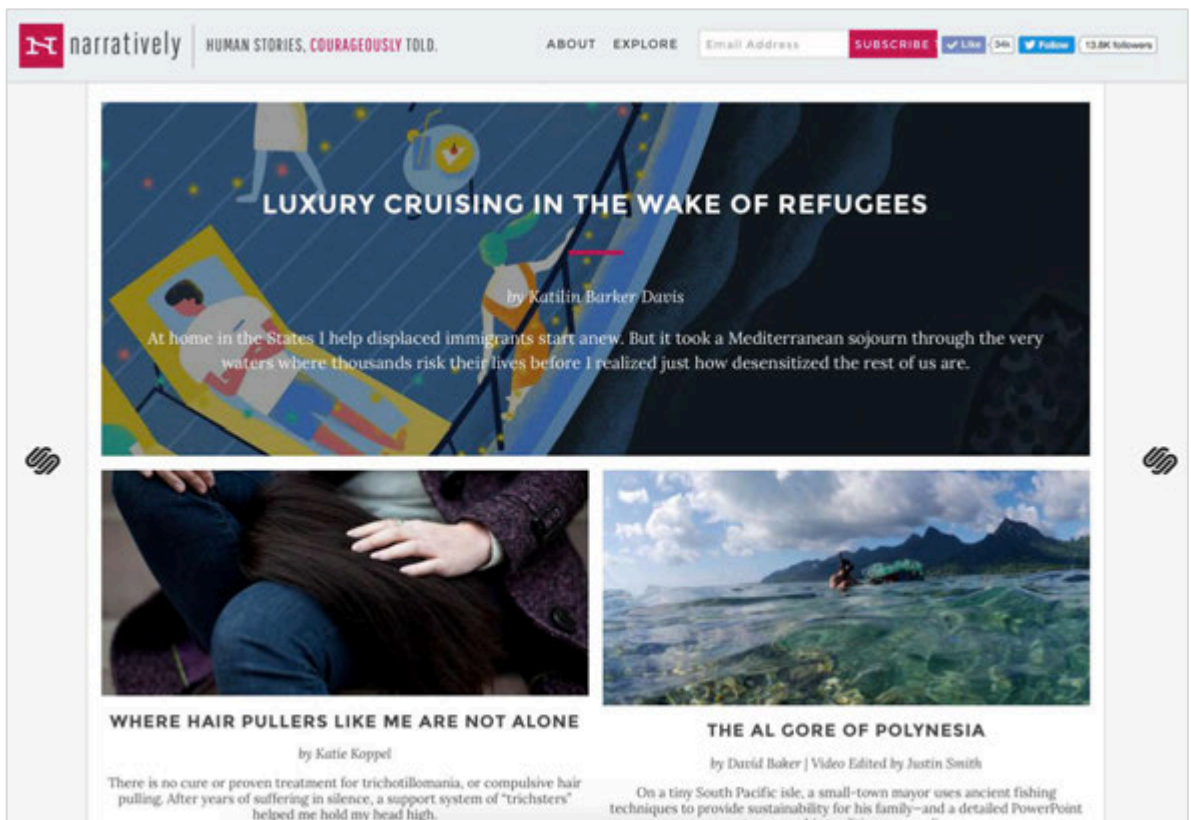 narratively
HUMAN STORIES, COURAGEOUSLY TOLD.
ABOUT EXPLORE
Email Address
SUBSCRIBE
Like
34k
Follow
13.8K followers
LUXURY CRUISING IN THE WAKE OF REFUGEES
by Katilin Barker Davis
At home in the States I help displaced immigrants start anew. But it took a Mediterranean sojourn through the very
waters where thousands risk their lives before I realized just how desensitized the rest of us are.
WHERE HAIR PULLERS LIKE ME ARE NOT ALONE
by Katie Koppel
There is no cure or proven treatment for trichotillomania, or compulsive hair
pulling. After years of suffering in silence, a support system of “trichsters”
helped me hold my head high.
THE AL GORE OF POLYNESIA
by David Baker | Video Edited by Justin Smith
On a tiny South Pacific isle, a small-town mayor uses ancient fishing
techniques to provide sustainability for his family—and a detailed PowerPoint